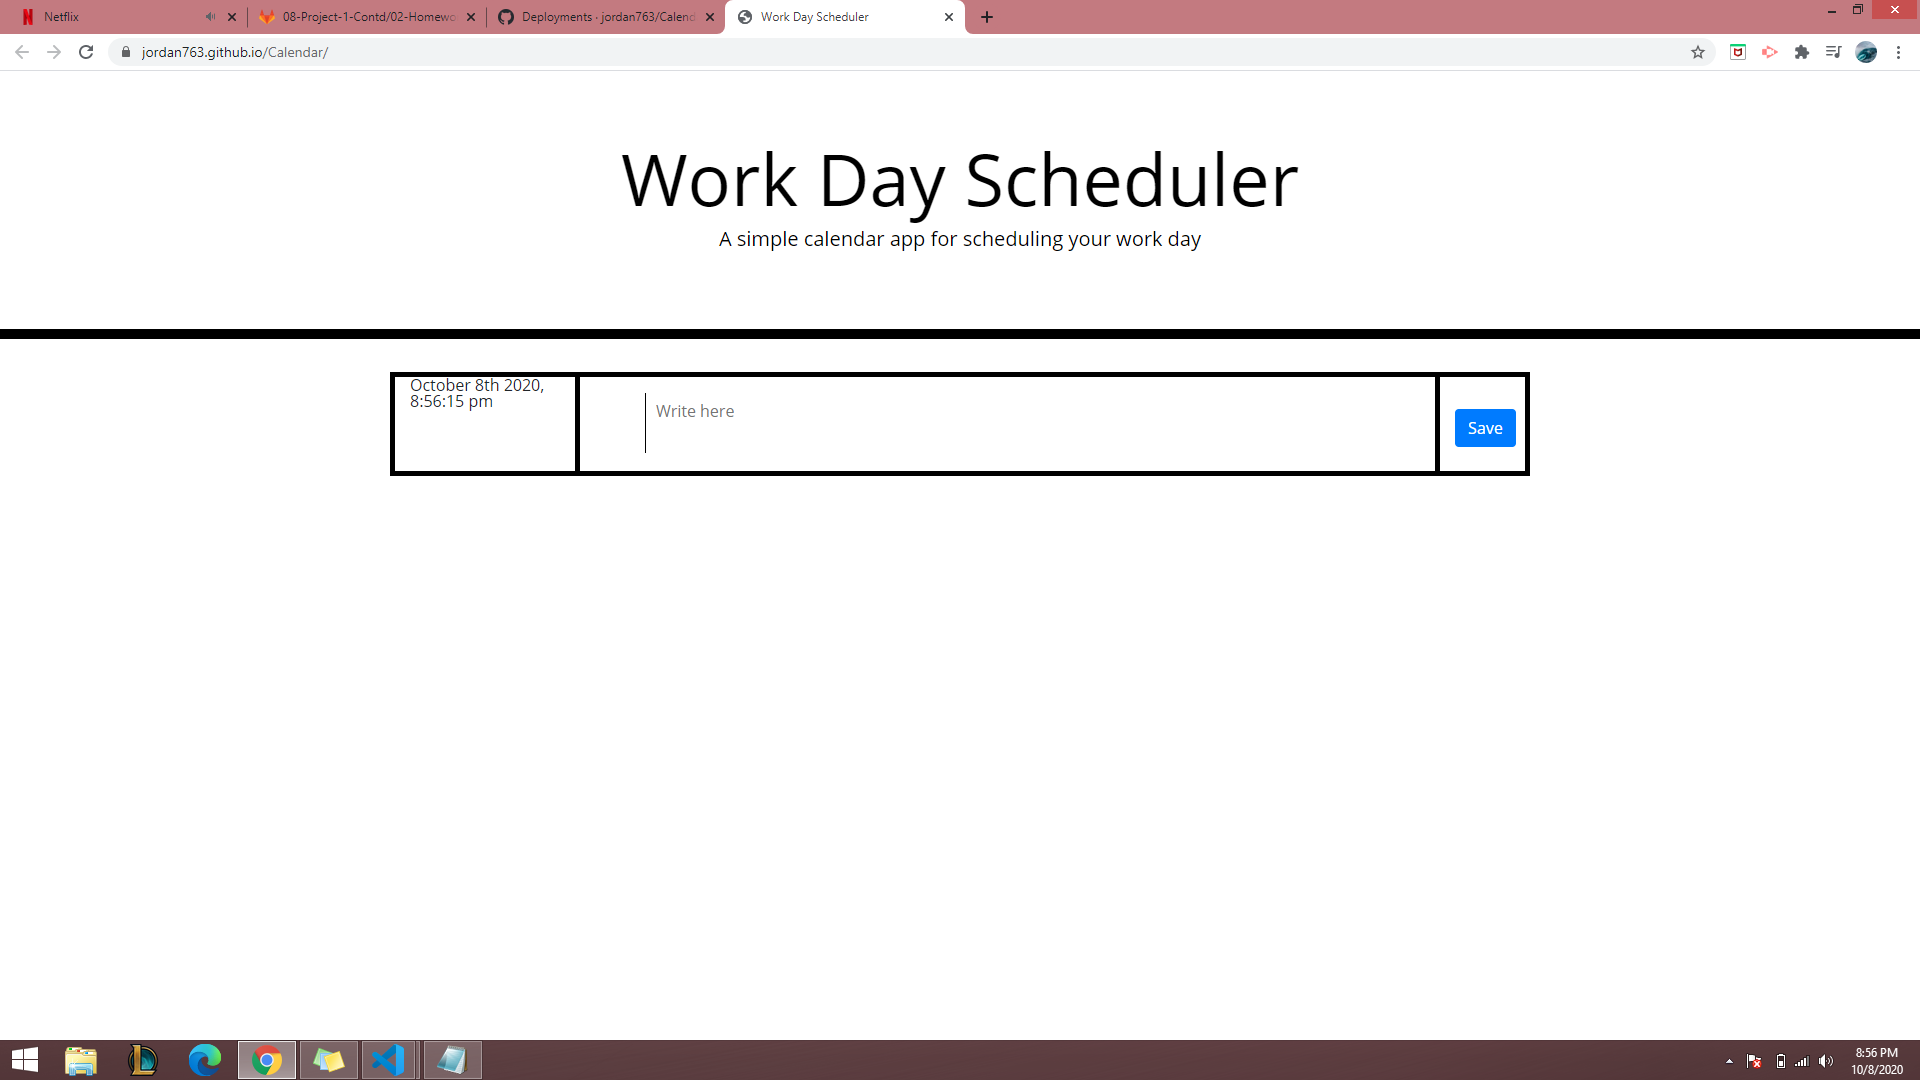 Netflix
08-Project-1-Contd/02-Homewo
Deployments · jordan763/Calend
Work Day Scheduler
jordan763.github.io/Calendar/
Work Day Scheduler
A simple calendar app for scheduling your work day
October 8th 2020,
8:56:15 pm
Write here
Save
8:56 PM
10/8/2020